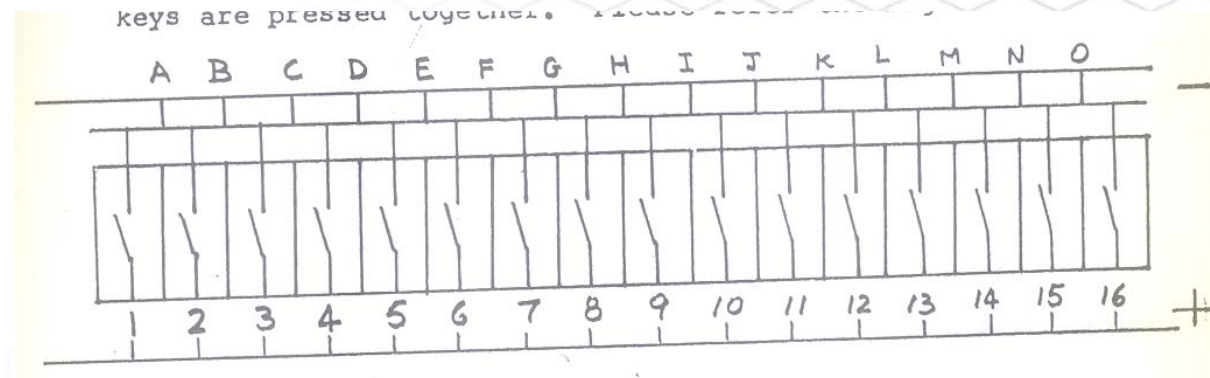 keys are pressed together. Please
A B C D E F G H I J K L M N O
−
1 2 3 4 5 6 7 8 9 10 11 12 13 14 15 16
+